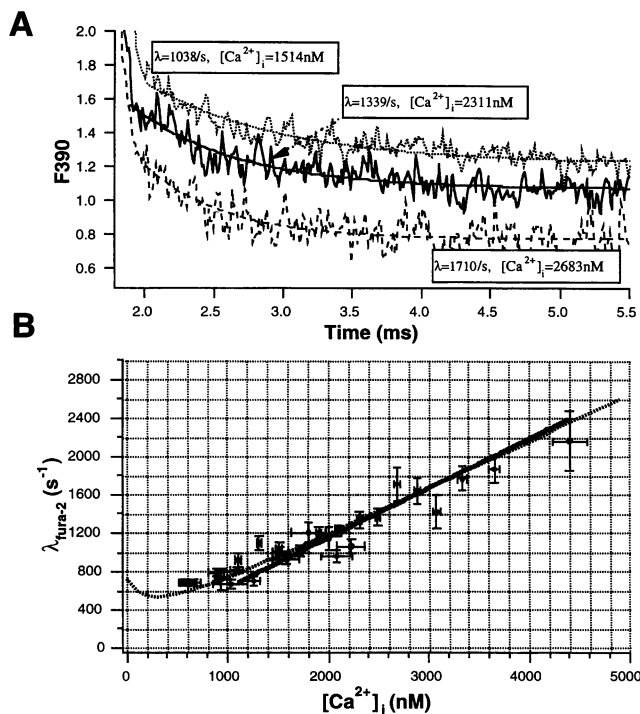 A
2.0
1.8
1.6
1.4
1.2
1.0
0.8
0.6
F390
λ=1038/s, [Ca²⁺]i=1514nM
λ=1339/s, [Ca²⁺]i=2311nM
λ=1710/s, [Ca²⁺]i=2683nM
2.0 2.5 3.0 3.5 4.0 4.5 5.0 5.5
Time (ms)
B
2800
2400
2000
1600
1200
800
400
0
λfura-2 (s⁻¹)
0 1000 2000 3000 4000 5000
[Ca²⁺]i (nM)